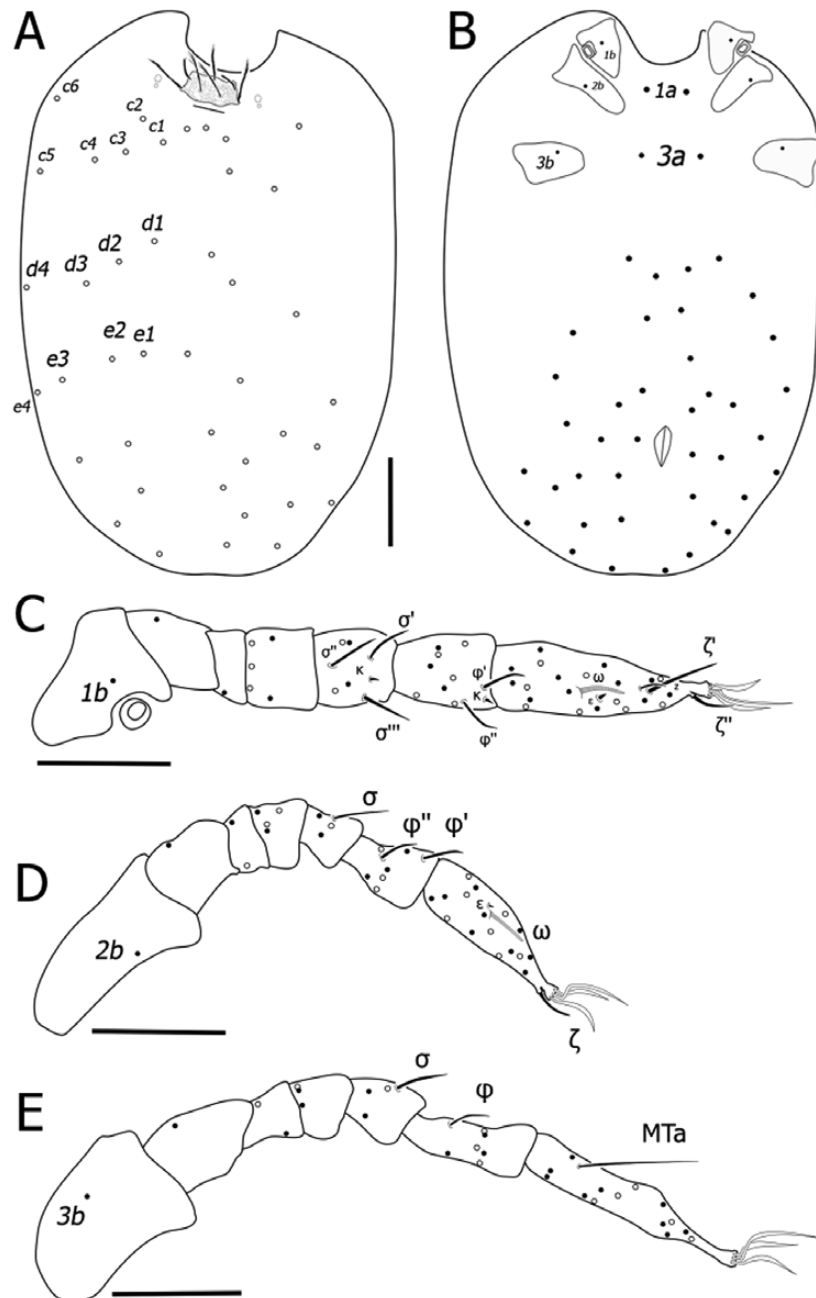 A
B
c6
c2
c1
c5
c4
c3
d1
d2
d4
d3
e2
e1
e3
e4
1b
2b
1a
3b
3a
C
1b
σ''
σ'
κ
σ'''
φ'
κ
φ''
ω
ε
ζ'
z
ζ''
D
2b
σ
φ''
φ'
ε
ω
ζ
E
3b
σ
φ
MTa